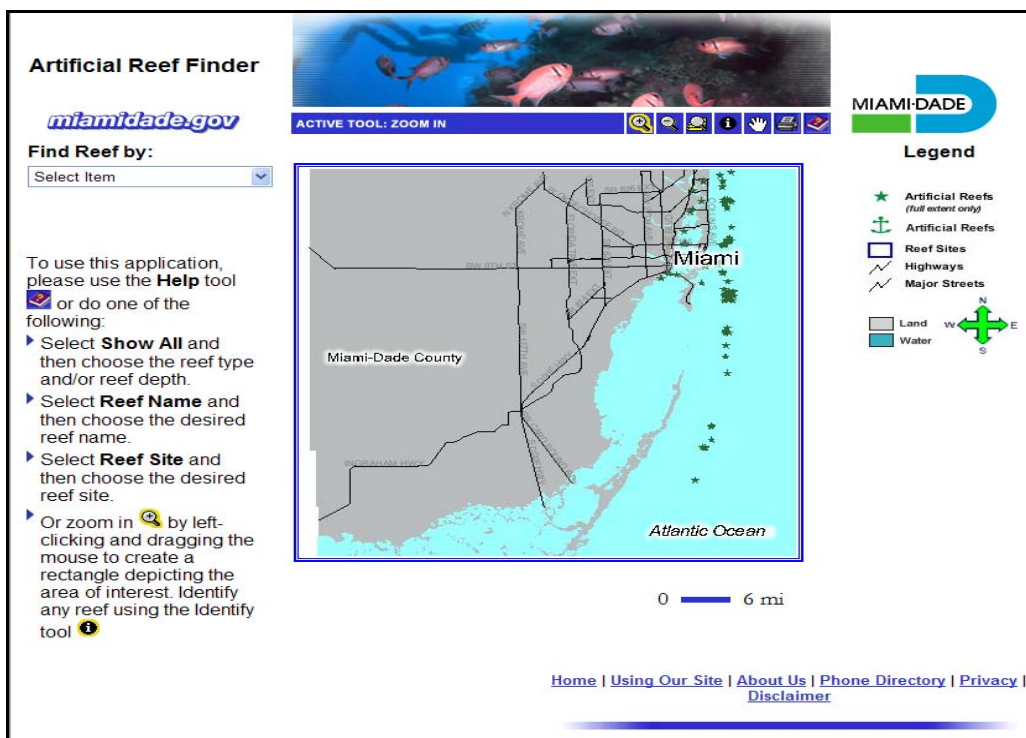 Artificial Reef Finder
miamidade.gov
ACTIVE TOOL: ZOOM IN
MIAMI·DADE
Find Reef by:
Select Item
To use this application,
please use the Help tool
or do one of the
following:
Select Show All and
then choose the reef type
and/or reef depth.
Select Reef Name and
then choose the desired
reef name.
Select Reef Site and
then choose the desired
reef site.
Or zoom in by left-
clicking and dragging the
mouse to create a
rectangle depicting the
area of interest. Identify
any reef using the Identify
tool
SW 8TH ST
Miami
Miami-Dade County
INGRAHAM HWY
Atlantic Ocean
0 6 mi
Legend
Artificial Reefs
(full extent only)
Artificial Reefs
Reef Sites
Highways
Major Streets
Land
Water
N
W E
S
Home | Using Our Site | About Us | Phone Directory | Privacy |
Disclaimer